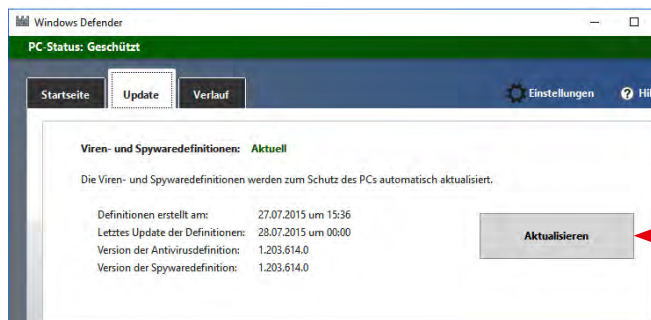 Windows Defender
PC-Status: Geschützt
Startseite Update Verlauf Einstellungen
Viren- und Spywaredefinitionen: Aktuell
Die Viren- und Spywaredefinitionen werden zum Schutz des PCs automatisch aktualisiert.
Definitionen erstellt am: 27.07.2015 um 15:36
Letztes Update der Definitionen: 28.07.2015 um 00:00
Version der Antivirusdefinition: 1.203.614.0
Version der Spywaredefinition: 1.203.614.0
Aktualisieren